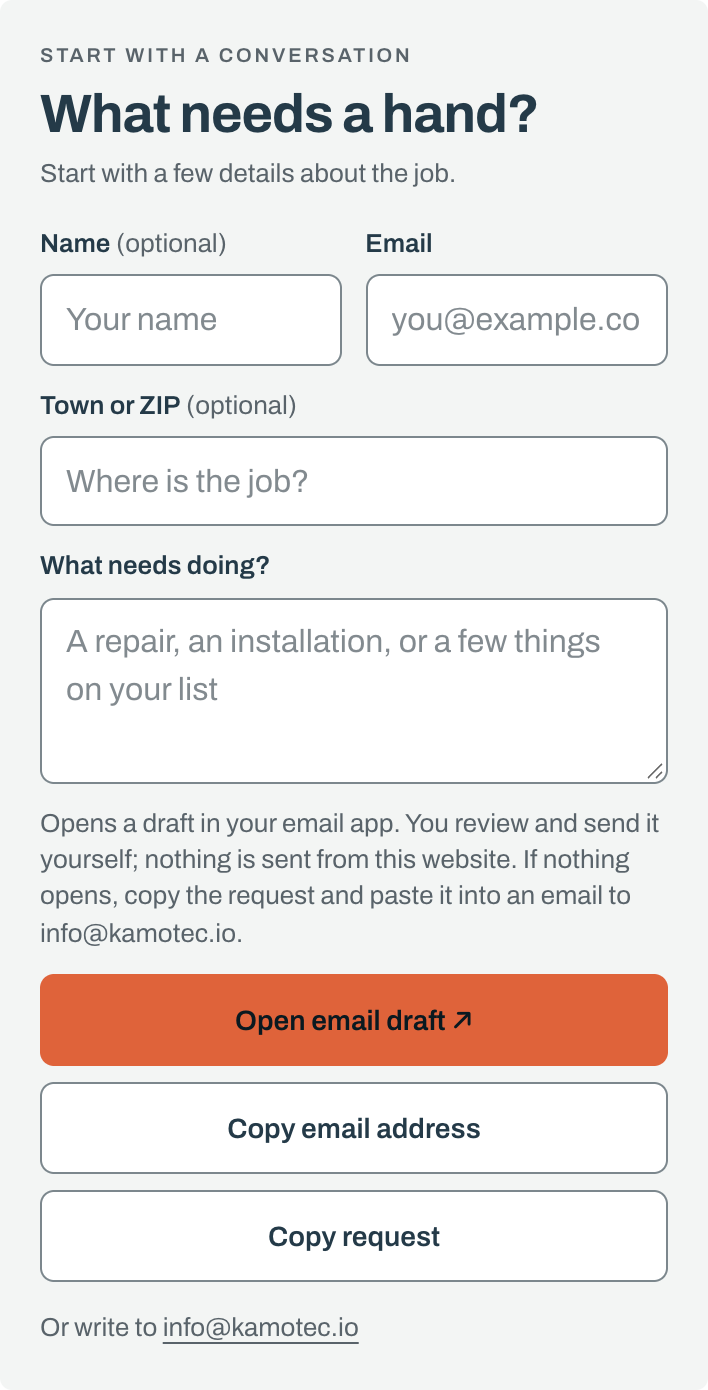 START WITH A CONVERSATION
What needs a hand?
Start with a few details about the job.
Name (optional)
Email
Your name
you@example.co
Town or ZIP (optional)
Where is the job?
What needs doing?
A repair, an installation, or a few things
on your list
Opens a draft in your email app. You review and send it
yourself; nothing is sent from this website. If nothing
opens, copy the request and paste it into an email to
info@kamotec.io.
Open email draft ↗
Copy email address
Copy request
Or write to info@kamotec.io